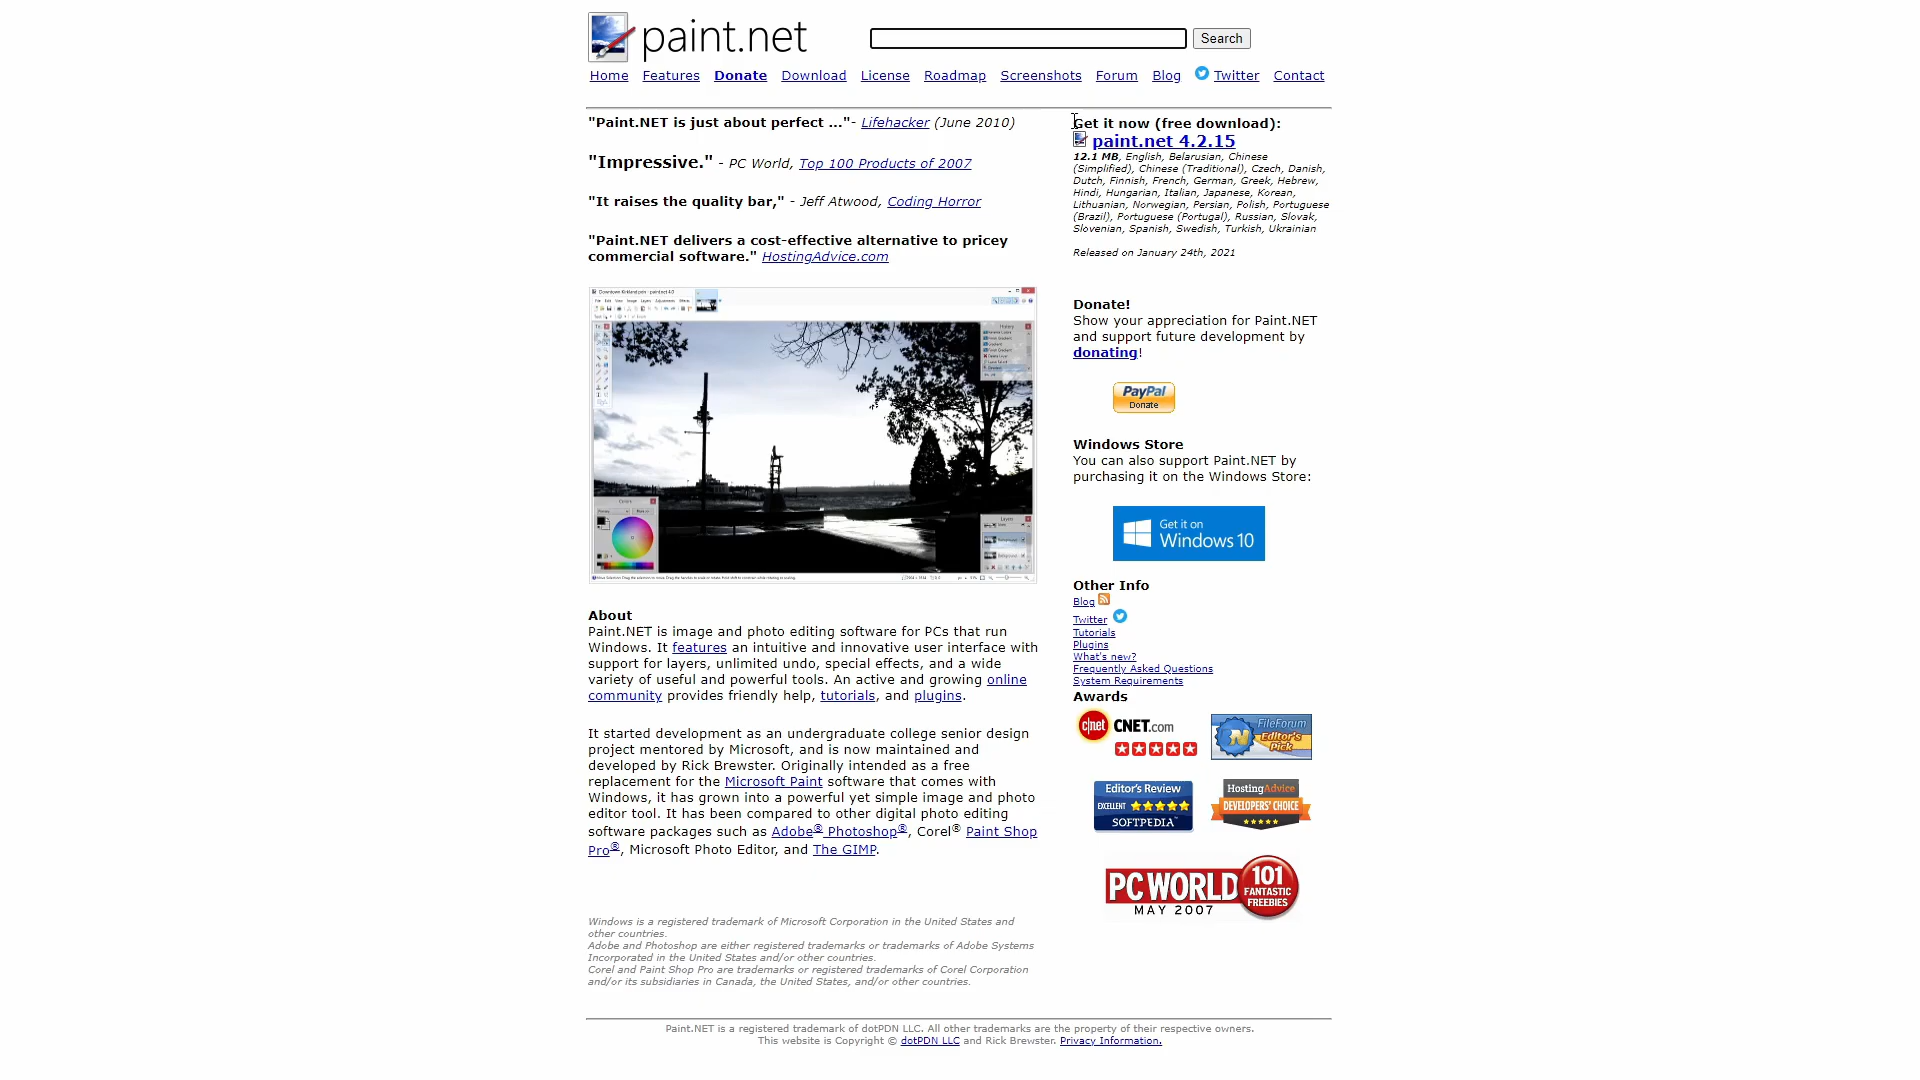 paint.net
Search
Home Features Donate Download License Roadmap Screenshots Forum Blog Twitter Contact
"Paint.NET is just about perfect ..."- Lifehacker (June 2010)
"Impressive." - PC World, Top 100 Products of 2007
"It raises the quality bar," - Jeff Atwood, Coding Horror
"Paint.NET delivers a cost-effective alternative to pricey
commercial software." HostingAdvice.com
About
Paint.NET is image and photo editing software for PCs that run
Windows. It features an intuitive and innovative user interface with
support for layers, unlimited undo, special effects, and a wide
variety of useful and powerful tools. An active and growing online
community provides friendly help, tutorials, and plugins.
It started development as an undergraduate college senior design
project mentored by Microsoft, and is now maintained and
developed by Rick Brewster. Originally intended as a free
replacement for the Microsoft Paint software that comes with
Windows, it has grown into a powerful yet simple image and photo
editor tool. It has been compared to other digital photo editing
software packages such as Adobe® Photoshop®, Corel® Paint Shop
Pro®, Microsoft Photo Editor, and The GIMP.
Windows is a registered trademark of Microsoft Corporation in the United States and
other countries.
Adobe and Photoshop are either registered trademarks or trademarks of Adobe Systems
Incorporated in the United States and/or other countries.
Corel and Paint Shop Pro are trademarks or registered trademarks of Corel Corporation
and/or its subsidiaries in Canada, the United States, and/or other countries.
Get it now (free download):
paint.net 4.2.15
12.1 MB, English, Belarusian, Chinese
(Simplified), Chinese (Traditional), Czech, Danish,
Dutch, Finnish, French, German, Greek, Hebrew,
Hindi, Hungarian, Italian, Japanese, Korean,
Lithuanian, Norwegian, Persian, Polish, Portuguese
(Brazil), Portuguese (Portugal), Russian, Slovak,
Slovenian, Spanish, Swedish, Turkish, Ukrainian
Released on January 24th, 2021
Donate!
Show your appreciation for Paint.NET
and support future development by
donating!
PayPal
Donate
Windows Store
You can also support Paint.NET by
purchasing it on the Windows Store:
Get it on
Windows 10
Other Info
Blog
Twitter
Tutorials
Plugins
What's new?
Frequently Asked Questions
System Requirements
Awards
c|net CNET.com
FileForum
Editor's
Pick
Editor's Review
EXCELLENT
SOFTPEDIA™
HostingAdvice
DEVELOPERS' CHOICE
PC WORLD
MAY 2007
101
FANTASTIC
FREEBIES
Paint.NET is a registered trademark of dotPDN LLC. All other trademarks are the property of their respective owners.
This website is Copyright © dotPDN LLC and Rick Brewster. Privacy Information.